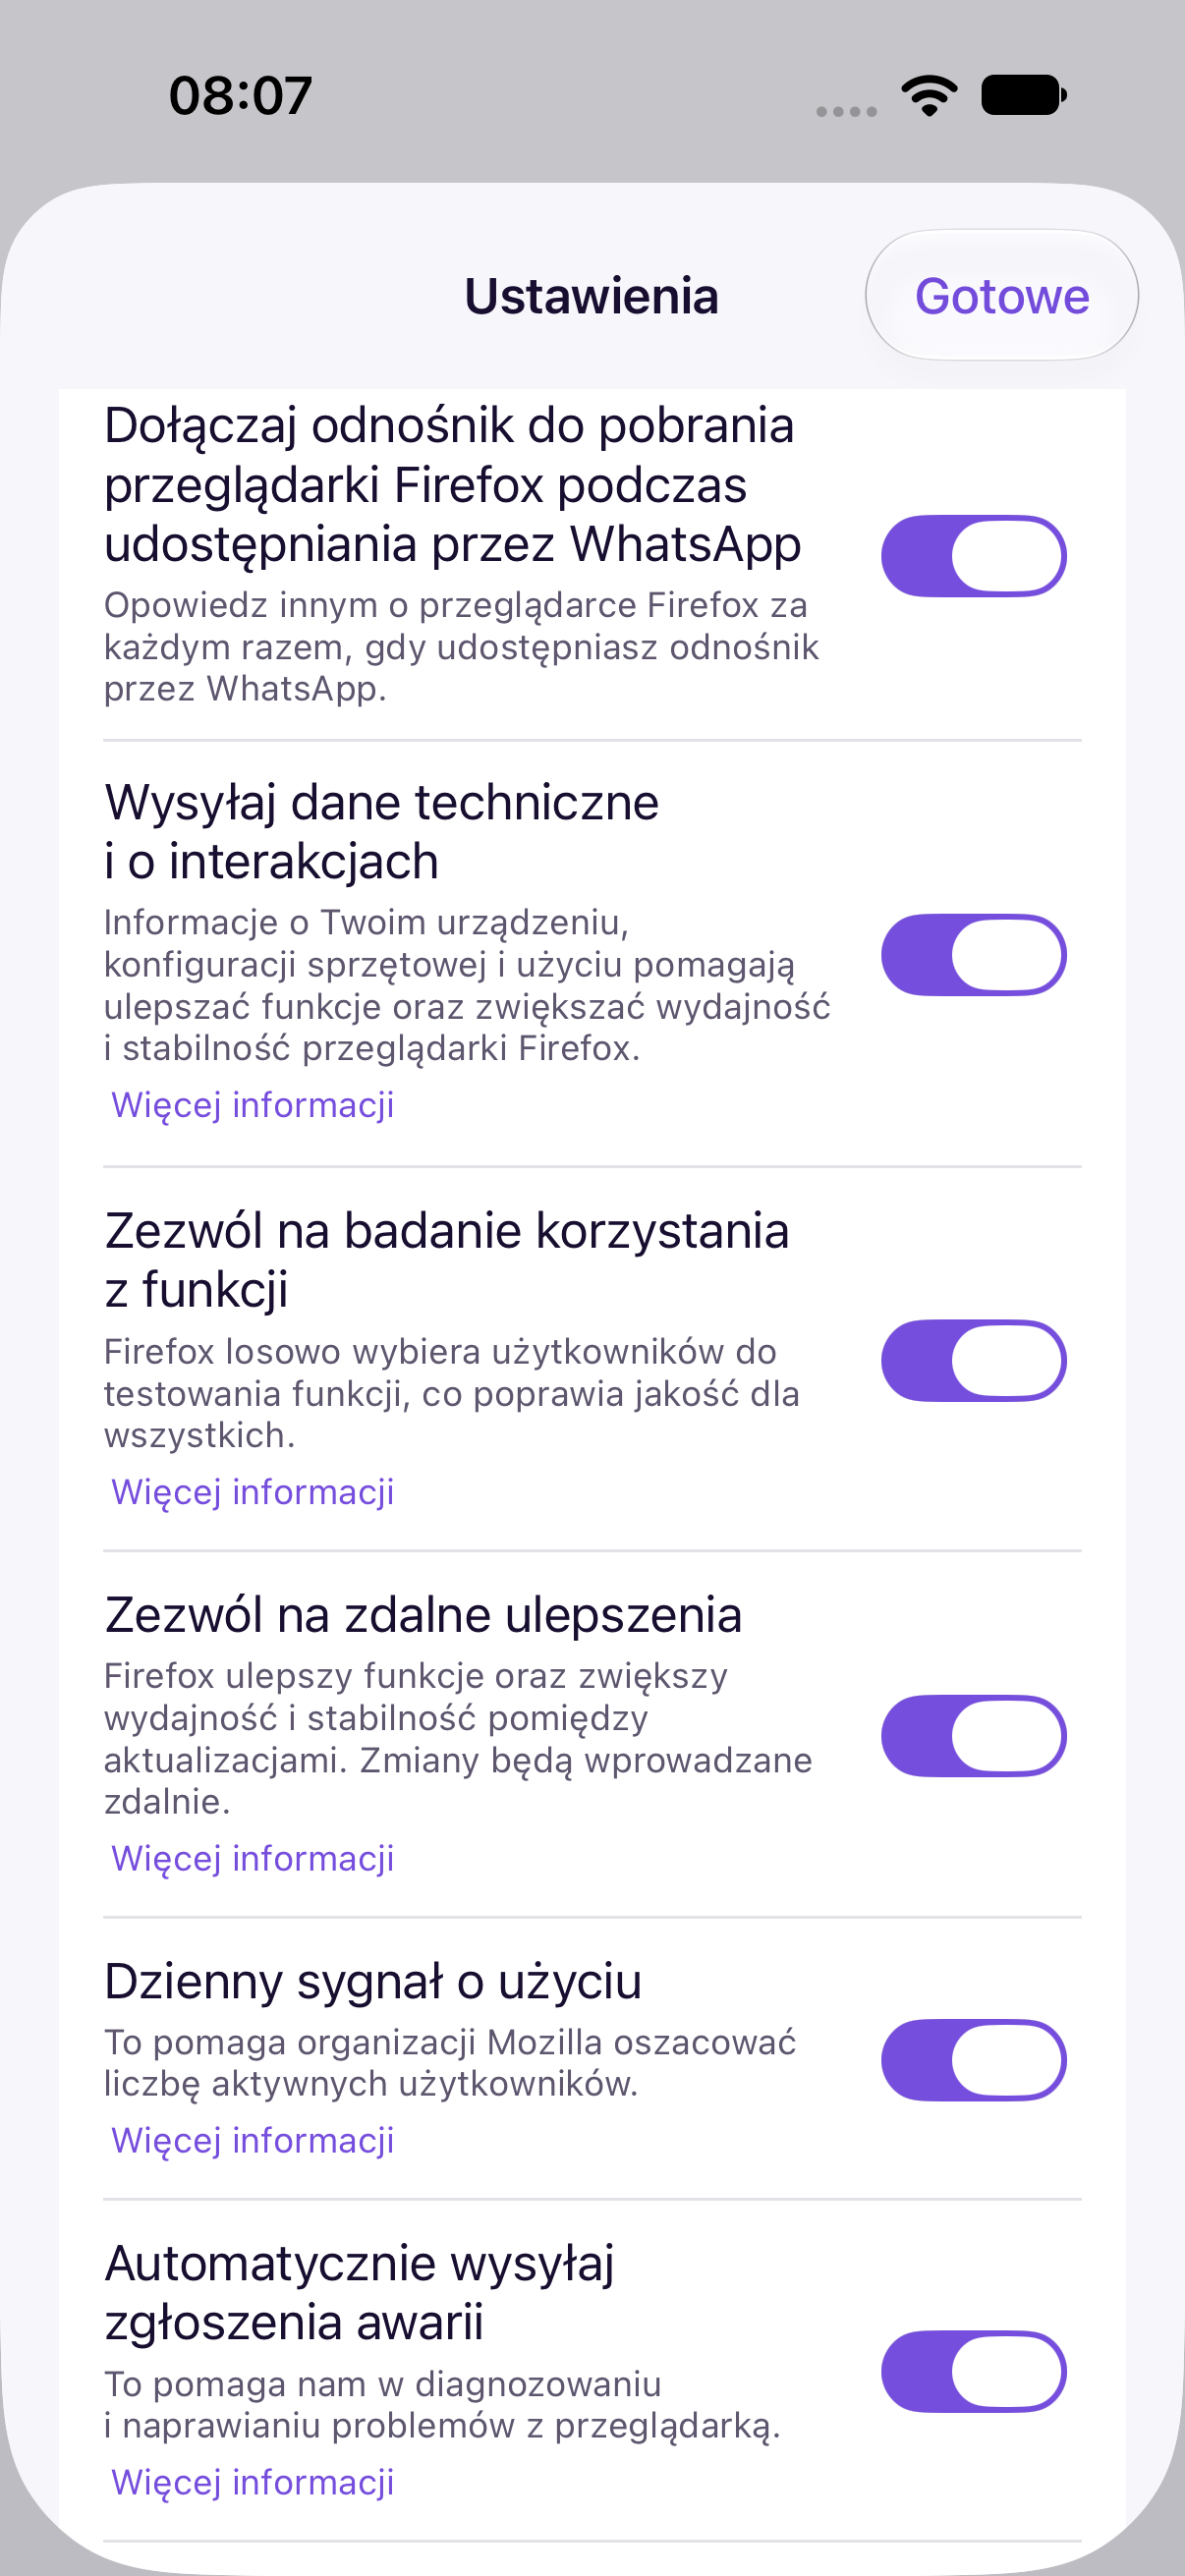 08:07
Ustawienia
Gotowe
Dołączaj odnośnik do pobrania
przeglądarki Firefox podczas
udostępniania przez WhatsApp
Opowiedz innym o przeglądarce Firefox za
każdym razem, gdy udostępniasz odnośnik
przez WhatsApp.
Wysyłaj dane techniczne
i o interakcjach
Informacje o Twoim urządzeniu,
konfiguracji sprzętowej i użyciu pomagają
ulepszać funkcje oraz zwiększać wydajność
i stabilność przeglądarki Firefox.
Więcej informacji
Zezwól na badanie korzystania
z funkcji
Firefox losowo wybiera użytkowników do
testowania funkcji, co poprawia jakość dla
wszystkich.
Więcej informacji
Zezwól na zdalne ulepszenia
Firefox ulepszy funkcje oraz zwiększy
wydajność i stabilność pomiędzy
aktualizacjami. Zmiany będą wprowadzane
zdalnie.
Więcej informacji
Dzienny sygnał o użyciu
To pomaga organizacji Mozilla oszacować
liczbę aktywnych użytkowników.
Więcej informacji
Automatycznie wysyłaj
zgłoszenia awarii
To pomaga nam w diagnozowaniu
i naprawianiu problemów z przeglądarką.
Więcej informacji